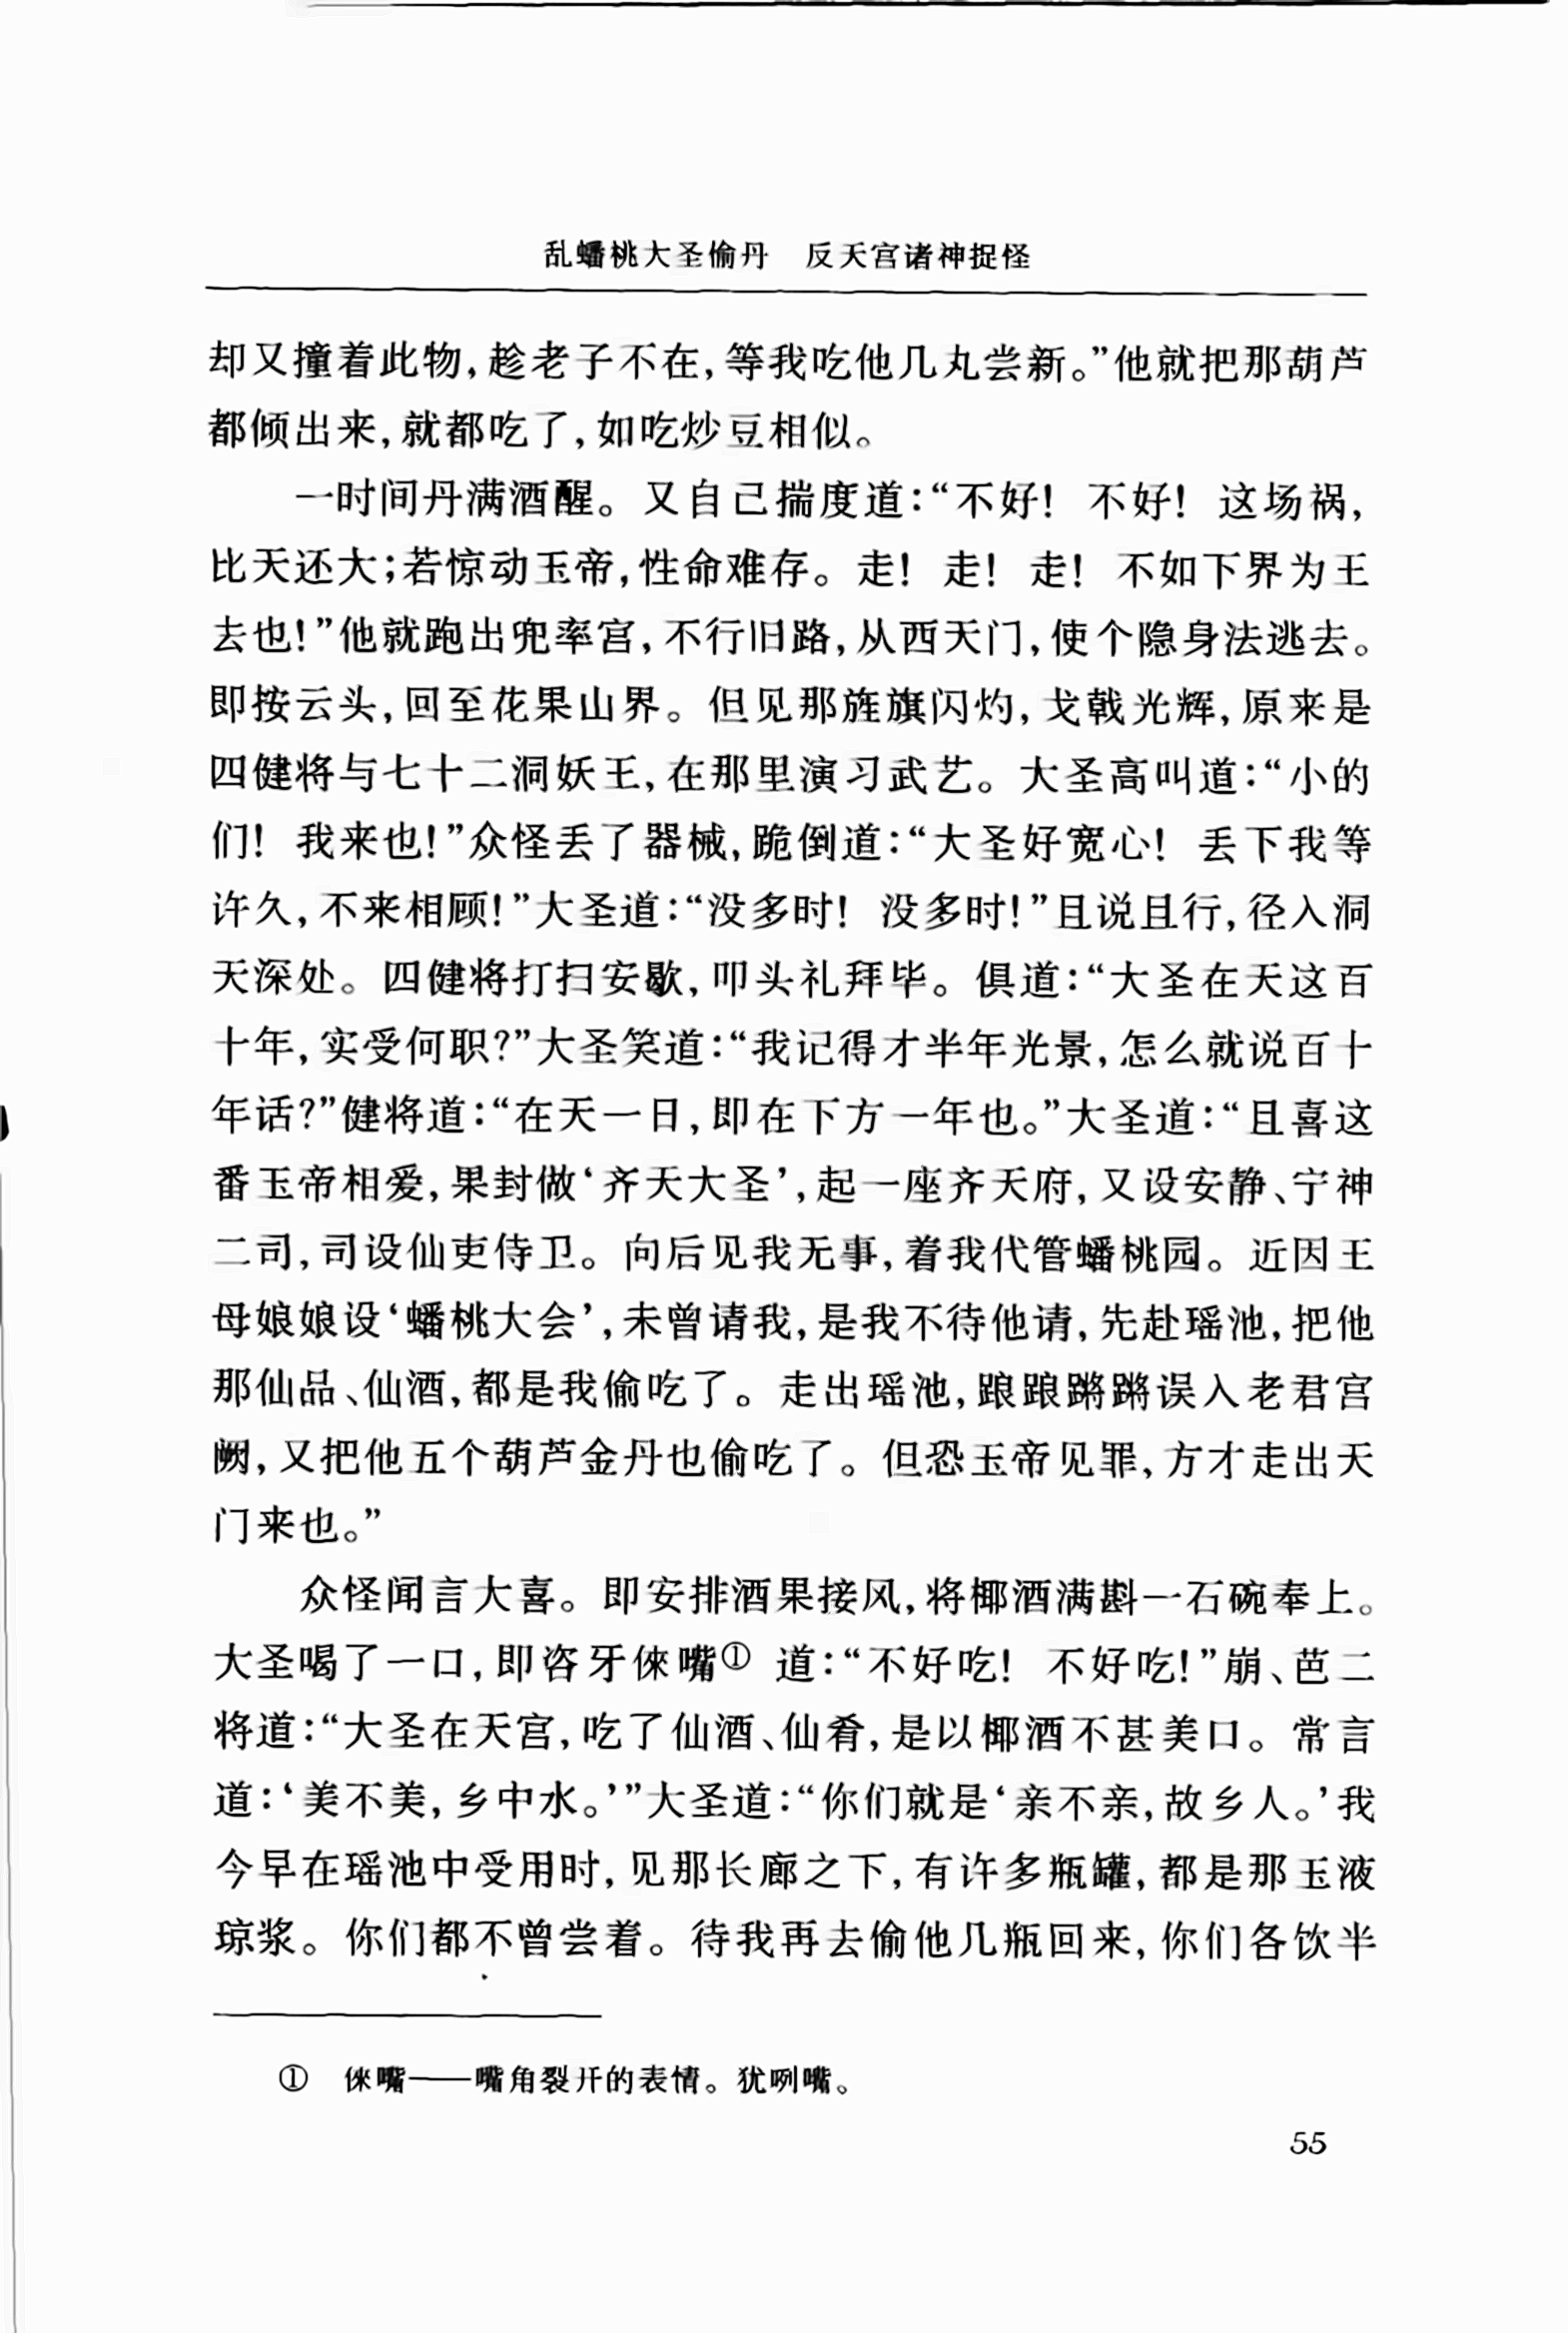 乱蟠桃大圣偷丹　反天宫诸神捉怪
却又撞着此物，趁老子不在，等我吃他几丸尝新。”他就把那葫芦
都倾出来，就都吃了，如吃炒豆相似。
一时间丹满酒醒。又自己揣度道：“不好！不好！这场祸，
比天还大；若惊动玉帝，性命难存。走！走！走！不如下界为王
去也！”他就跑出兜率宫，不行旧路，从西天门，使个隐身法逃去。
即按云头，回至花果山界。但见那旌旗闪灼，戈戟光辉，原来是
四健将与七十二洞妖王，在那里演习武艺。大圣高叫道：“小的
们！我来也！”众怪丢了器械，跪倒道：“大圣好宽心！丢下我等
许久，不来相顾！”大圣道：“没多时！没多时！”且说且行，径入洞
天深处。四健将打扫安歇，叩头礼拜毕。俱道：“大圣在天这百
十年，实受何职？”大圣笑道：“我记得才半年光景，怎么就说百十
年话？”健将道：“在天一日，即在下方一年也。”大圣道：“且喜这
番玉帝相爱，果封做‘齐天大圣’，起一座齐天府，又设安静、宁神
二司，司设仙吏侍卫。向后见我无事，着我代管蟠桃园。近因王
母娘娘设‘蟠桃大会’，未曾请我，是我不待他请，先赴瑶池，把他
那仙品、仙酒，都是我偷吃了。走出瑶池，踉踉蹡蹡误入老君宫
阙，又把他五个葫芦金丹也偷吃了。但恐玉帝见罪，方才走出天
门来也。”
众怪闻言大喜。即安排酒果接风，将椰酒满斟一石碗奉上。
大圣喝了一口，即咨牙倈嘴① 道：“不好吃！不好吃！”崩、芭二
将道：“大圣在天宫，吃了仙酒、仙肴，是以椰酒不甚美口。常言
道：‘美不美，乡中水。’”大圣道：“你们就是‘亲不亲，故乡人。’我
今早在瑶池中受用时，见那长廊之下，有许多瓶罐，都是那玉液
琼浆。你们都不曾尝着。待我再去偷他几瓶回来，你们各饮半
①　倈嘴——嘴角裂开的表情。犹咧嘴。
55